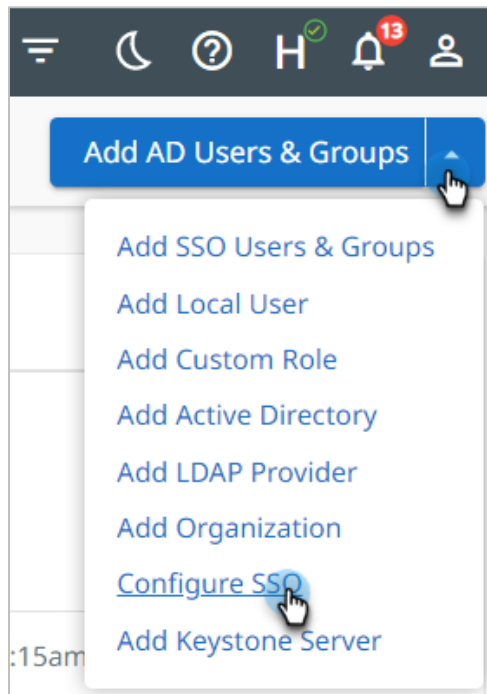 H
13
Add AD Users & Groups
Add SSO Users & Groups
Add Local User
Add Custom Role
Add Active Directory
Add LDAP Provider
Add Organization
Configure SSO
Add Keystone Server
:15am